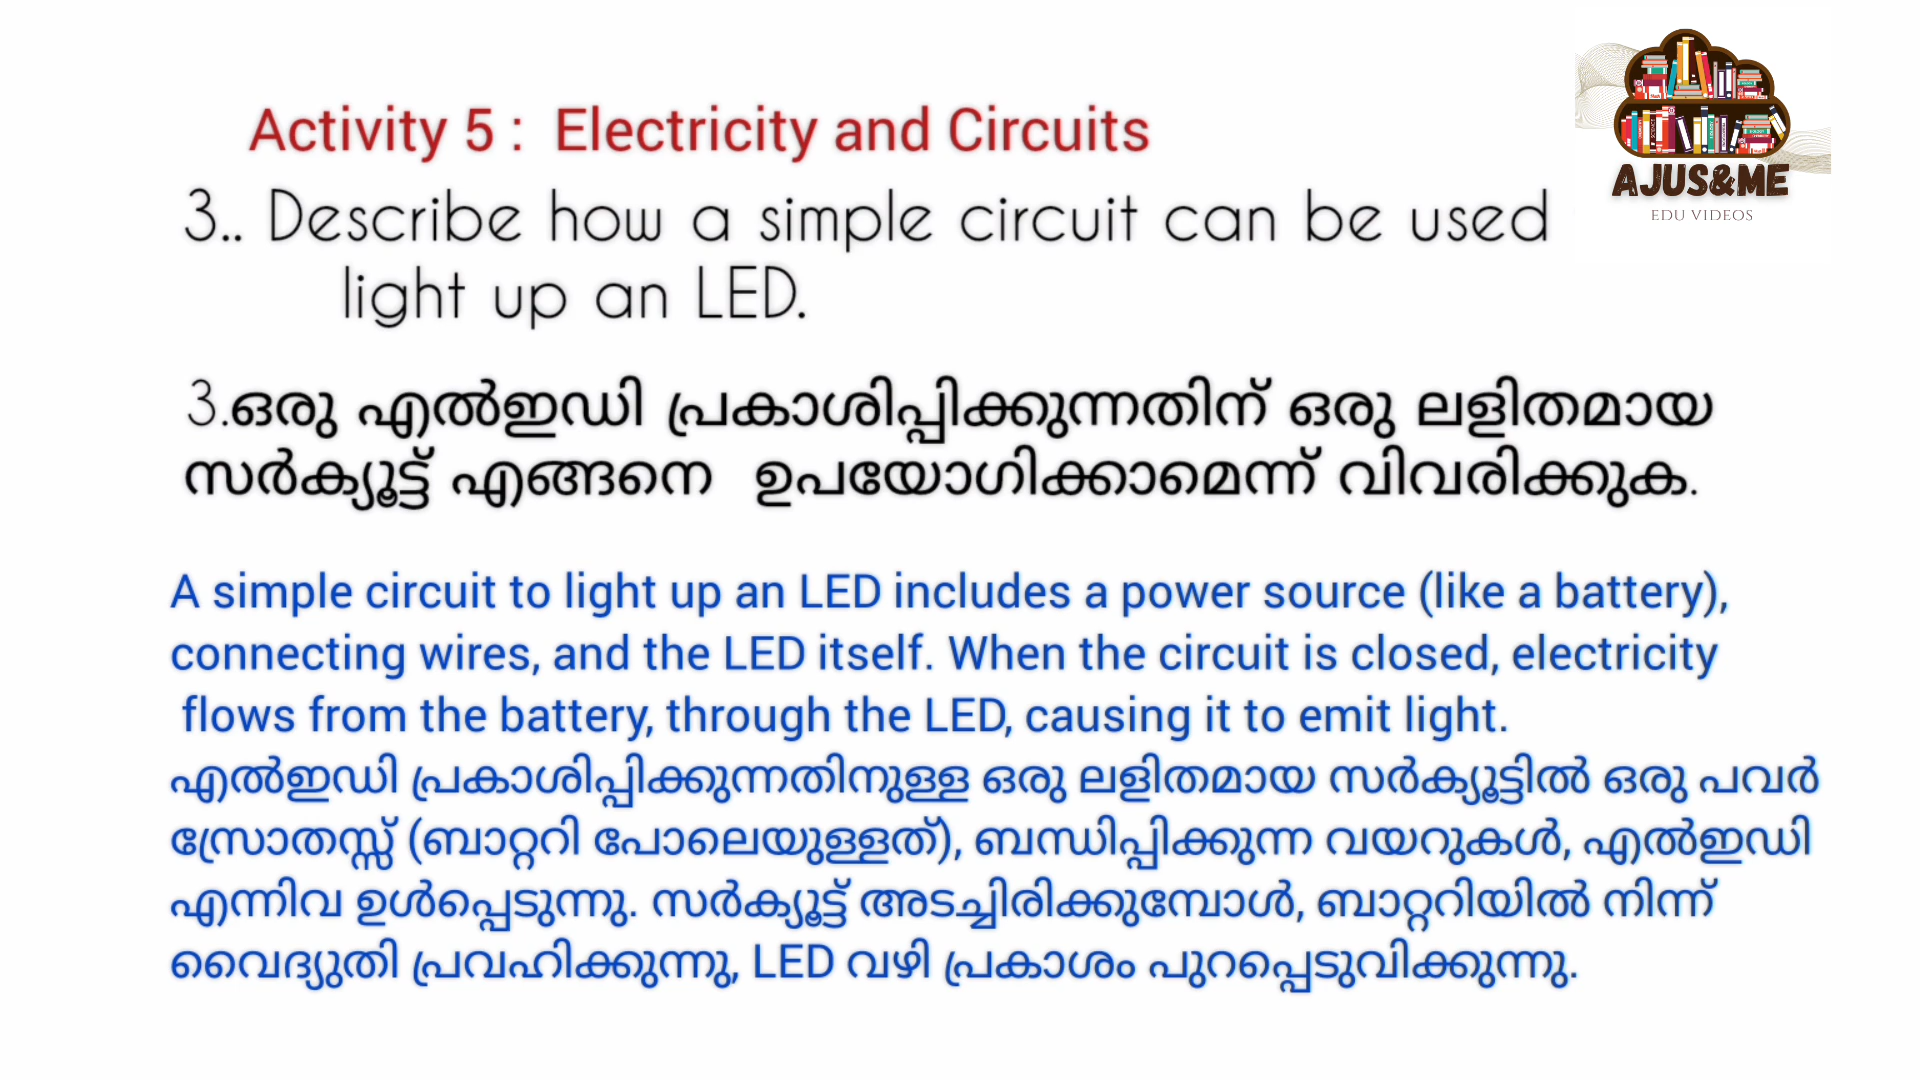 Activity 5 : Electricity and Circuits
AJUS&ME
EDU VIDEOS
3.. Describe how a simple circuit can be used
light up an LED.
3.ഒരു എൽഇഡി പ്രകാശിപ്പിക്കുന്നതിന് ഒരു ലളിതമായ
സർക്യൂട്ട് എങ്ങനെ ഉപയോഗിക്കാമെന്ന് വിവരിക്കുക.
A simple circuit to light up an LED includes a power source (like a battery),
connecting wires, and the LED itself. When the circuit is closed, electricity
flows from the battery, through the LED, causing it to emit light.
എൽഇഡി പ്രകാശിപ്പിക്കുന്നതിനുള്ള ഒരു ലളിതമായ സർക്യൂട്ടിൽ ഒരു പവർ
സ്രോതസ്സ് (ബാറ്ററി പോലെയുള്ളത്), ബന്ധിപ്പിക്കുന്ന വയറുകൾ, എൽഇഡി
എന്നിവ ഉൾപ്പെടുന്നു. സർക്യൂട്ട് അടച്ചിരിക്കുമ്പോൾ, ബാറ്ററിയിൽ നിന്ന്
വൈദ്യുതി പ്രവഹിക്കുന്നു, LED വഴി പ്രകാശം പുറപ്പെടുവിക്കുന്നു.